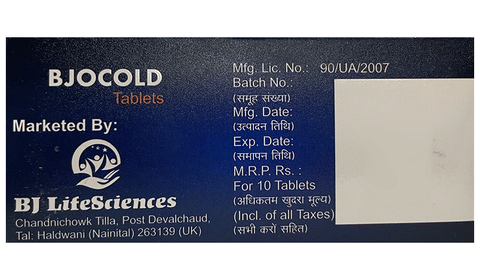 BJOCOLD
Tablets
Marketed By:
BJ LifeSciences
Chandnichowk Tilla, Post Devalchaud,
Tal: Haldwani (Nainital) 263139 (UK)
Mfg. Lic. No.: 90/UA/2007
Batch No.:
(समूह संख्या)
Mfg. Date:
(उत्पादन तिथि)
Exp. Date:
(समापन तिथि)
M.R.P. Rs. :
For 10 Tablets
(अधिकतम खुदरा मूल्य)
(Incl. of all Taxes)
(सभी करों सहित)